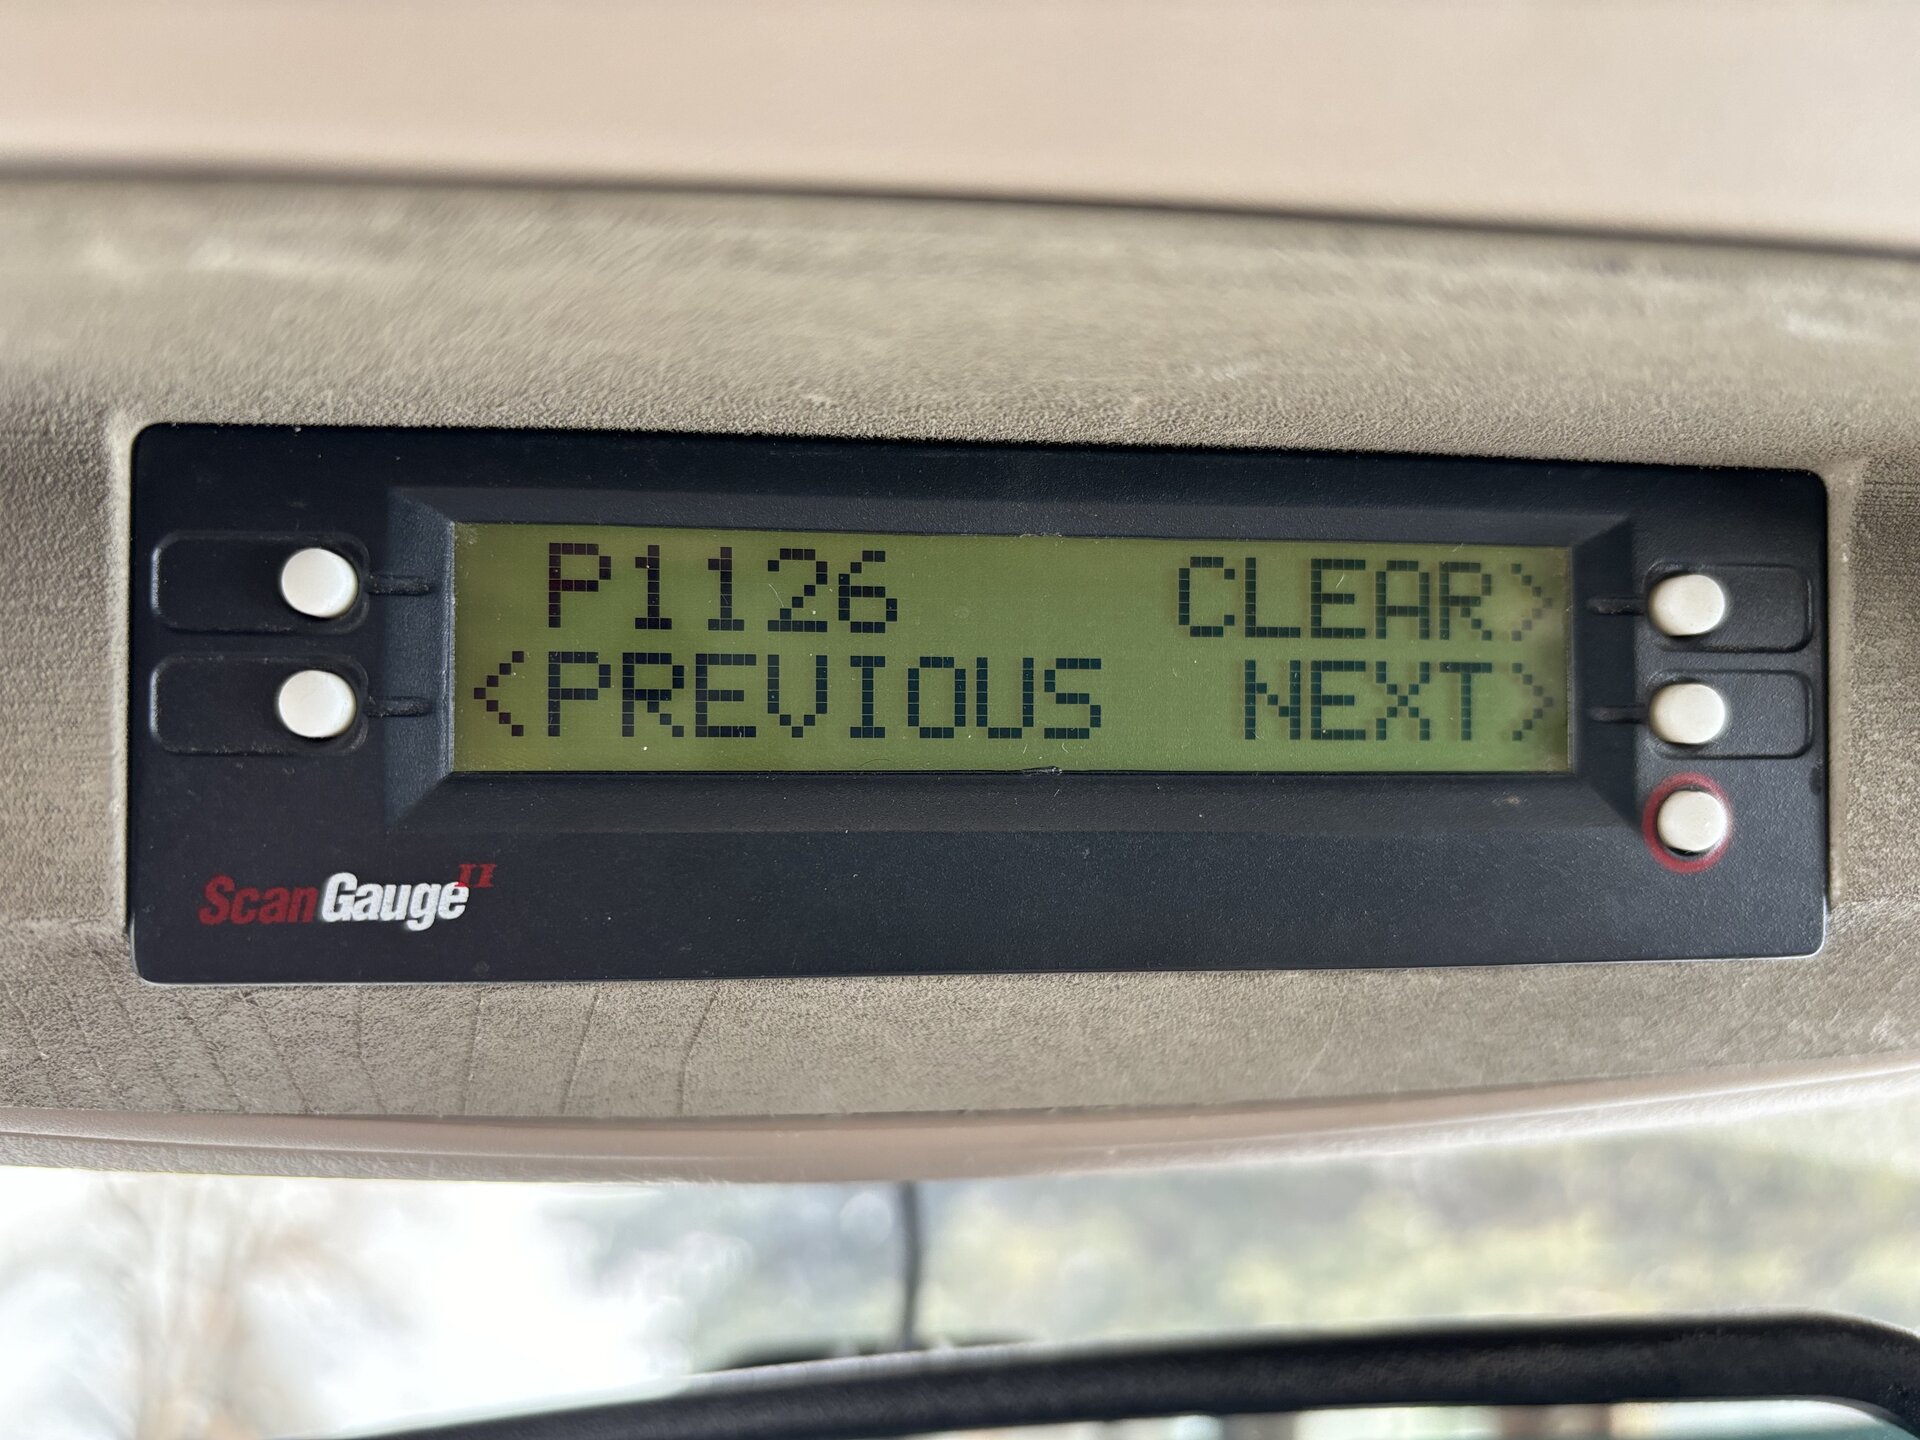 P1126 CLEAR>
<PREVIOUS NEXT>
ScanGauge II